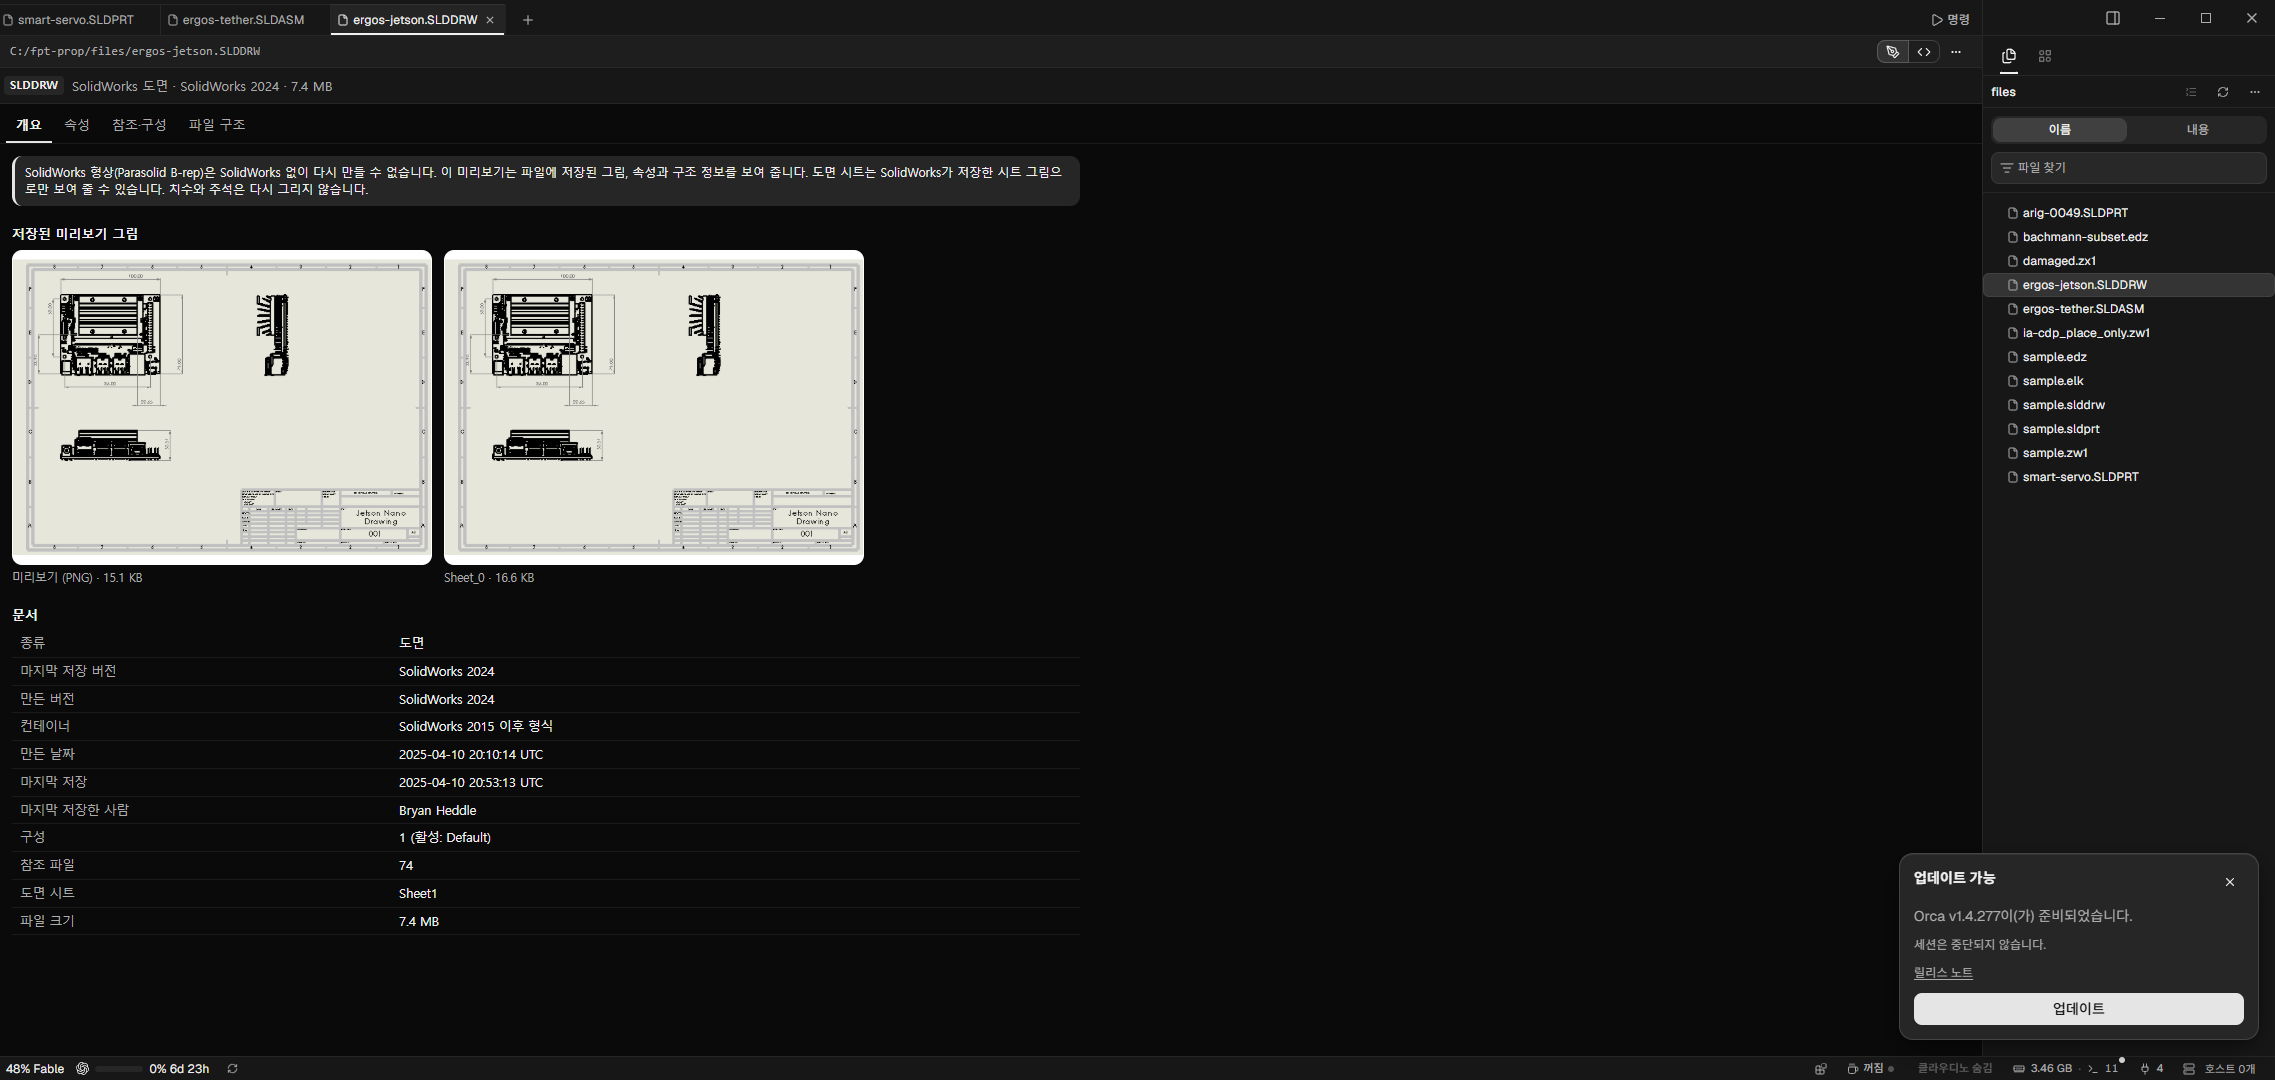 smart-servo.SLDPRT
ergos-tether.SLDASM
ergos-jetson.SLDDRW
명령
C:/fpt-prop/files/ergos-jetson.SLDDRW
SLDDRW SolidWorks 도면 · SolidWorks 2024 · 7.4 MB
개요 속성 참조·구성 파일 구조
SolidWorks 형상(Parasolid B-rep)은 SolidWorks 없이 다시 만들 수 없습니다. 이 미리보기는 파일에 저장된 그림, 속성과 구조 정보를 보여 줍니다. 도면 시트는 SolidWorks가 저장한 시트 그림으
로만 보여 줄 수 있습니다. 치수와 주석은 다시 그리지 않습니다.
저장된 미리보기 그림
Jetson Nano
Drawing
001
미리보기 (PNG) · 15.1 KB
Jetson Nano
Drawing
001
Sheet_0 · 16.6 KB
문서
종류 도면
마지막 저장 버전 SolidWorks 2024
만든 버전 SolidWorks 2024
컨테이너 SolidWorks 2015 이후 형식
만든 날짜 2025-04-10 20:10:14 UTC
마지막 저장 2025-04-10 20:53:13 UTC
마지막 저장한 사람 Bryan Heddle
구성 1 (활성: Default)
참조 파일 74
도면 시트 Sheet1
파일 크기 7.4 MB
files
이름 내용
파일 찾기
arig-0049.SLDPRT
bachmann-subset.edz
damaged.zx1
ergos-jetson.SLDDRW
ergos-tether.SLDASM
ia-cdp_place_only.zw1
sample.edz
sample.elk
sample.slddrw
sample.sldprt
sample.zw1
smart-servo.SLDPRT
업데이트 가능
Orca v1.4.277이(가) 준비되었습니다.
세션은 중단되지 않습니다.
릴리스 노트
업데이트
48% Fable 0% 6d 23h
꺼짐 클라우디노 숨김 3.46 GB · 11 4 호스트 0개